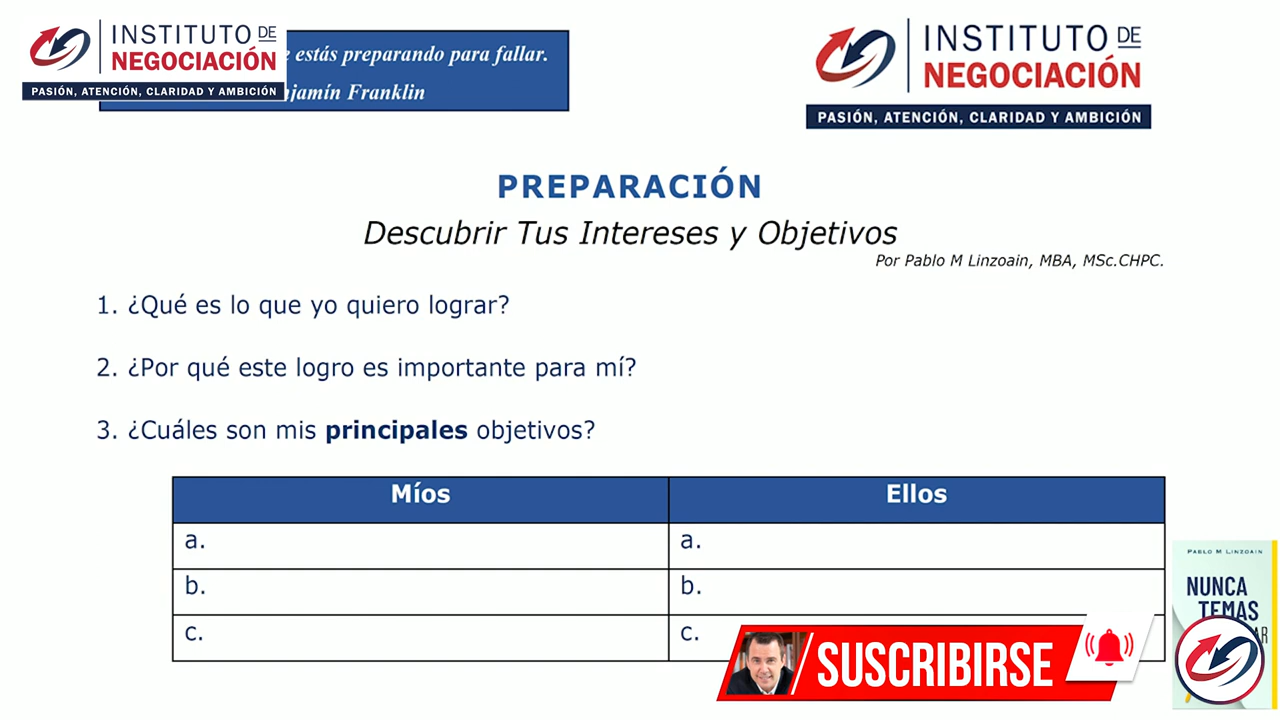 INSTITUTO DE
NEGOCIACIÓN
PASIÓN, ATENCIÓN, CLARIDAD Y AMBICIÓN
estás preparando para fallar.
Franklin
INSTITUTO DE
NEGOCIACIÓN
PASIÓN, ATENCIÓN, CLARIDAD Y AMBICIÓN
PREPARACIÓN
Descubrir Tus Intereses y Objetivos
Por Pablo M Linzoain, MBA, MSc.CHPC.
1. ¿Qué es lo que yo quiero lograr?
2. ¿Por qué este logro es importante para mí?
3. ¿Cuáles son mis principales objetivos?
Míos Ellos
a. a.
b. b.
c. c.
SUSCRIBIRSE
PABLO M LINZOAIN
NUNCA
TEMAS